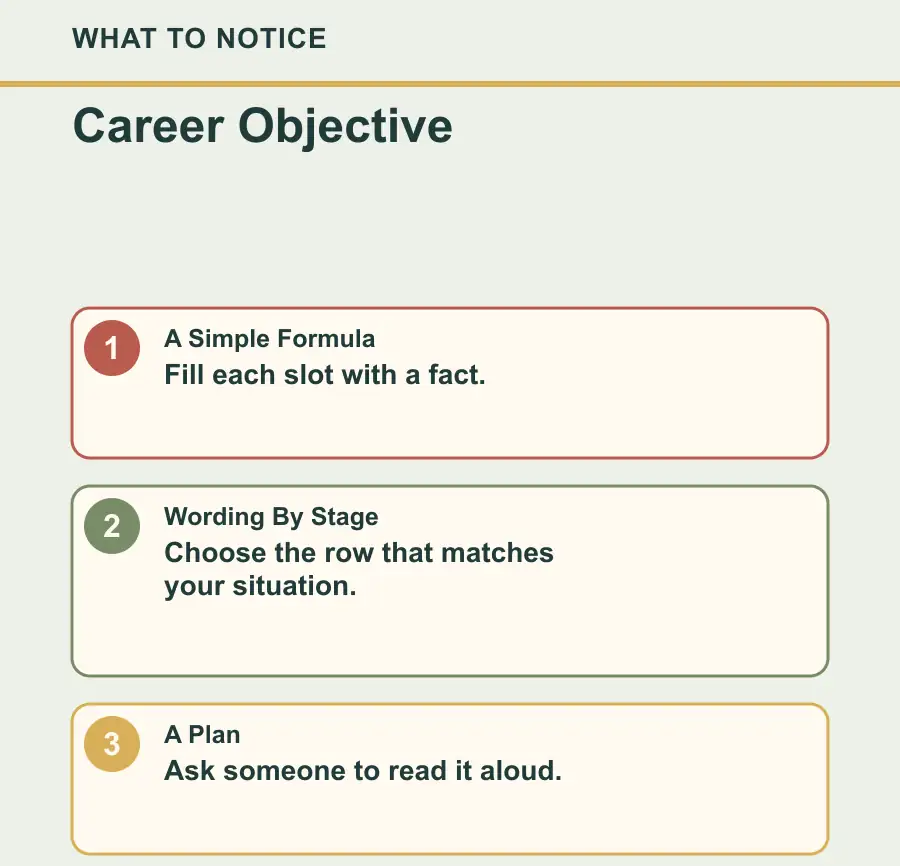 WHAT TO NOTICE
Career Objective
1
A Simple Formula
Fill each slot with a fact.
2
Wording By Stage
Choose the row that matches
your situation.
3
A Plan
Ask someone to read it aloud.